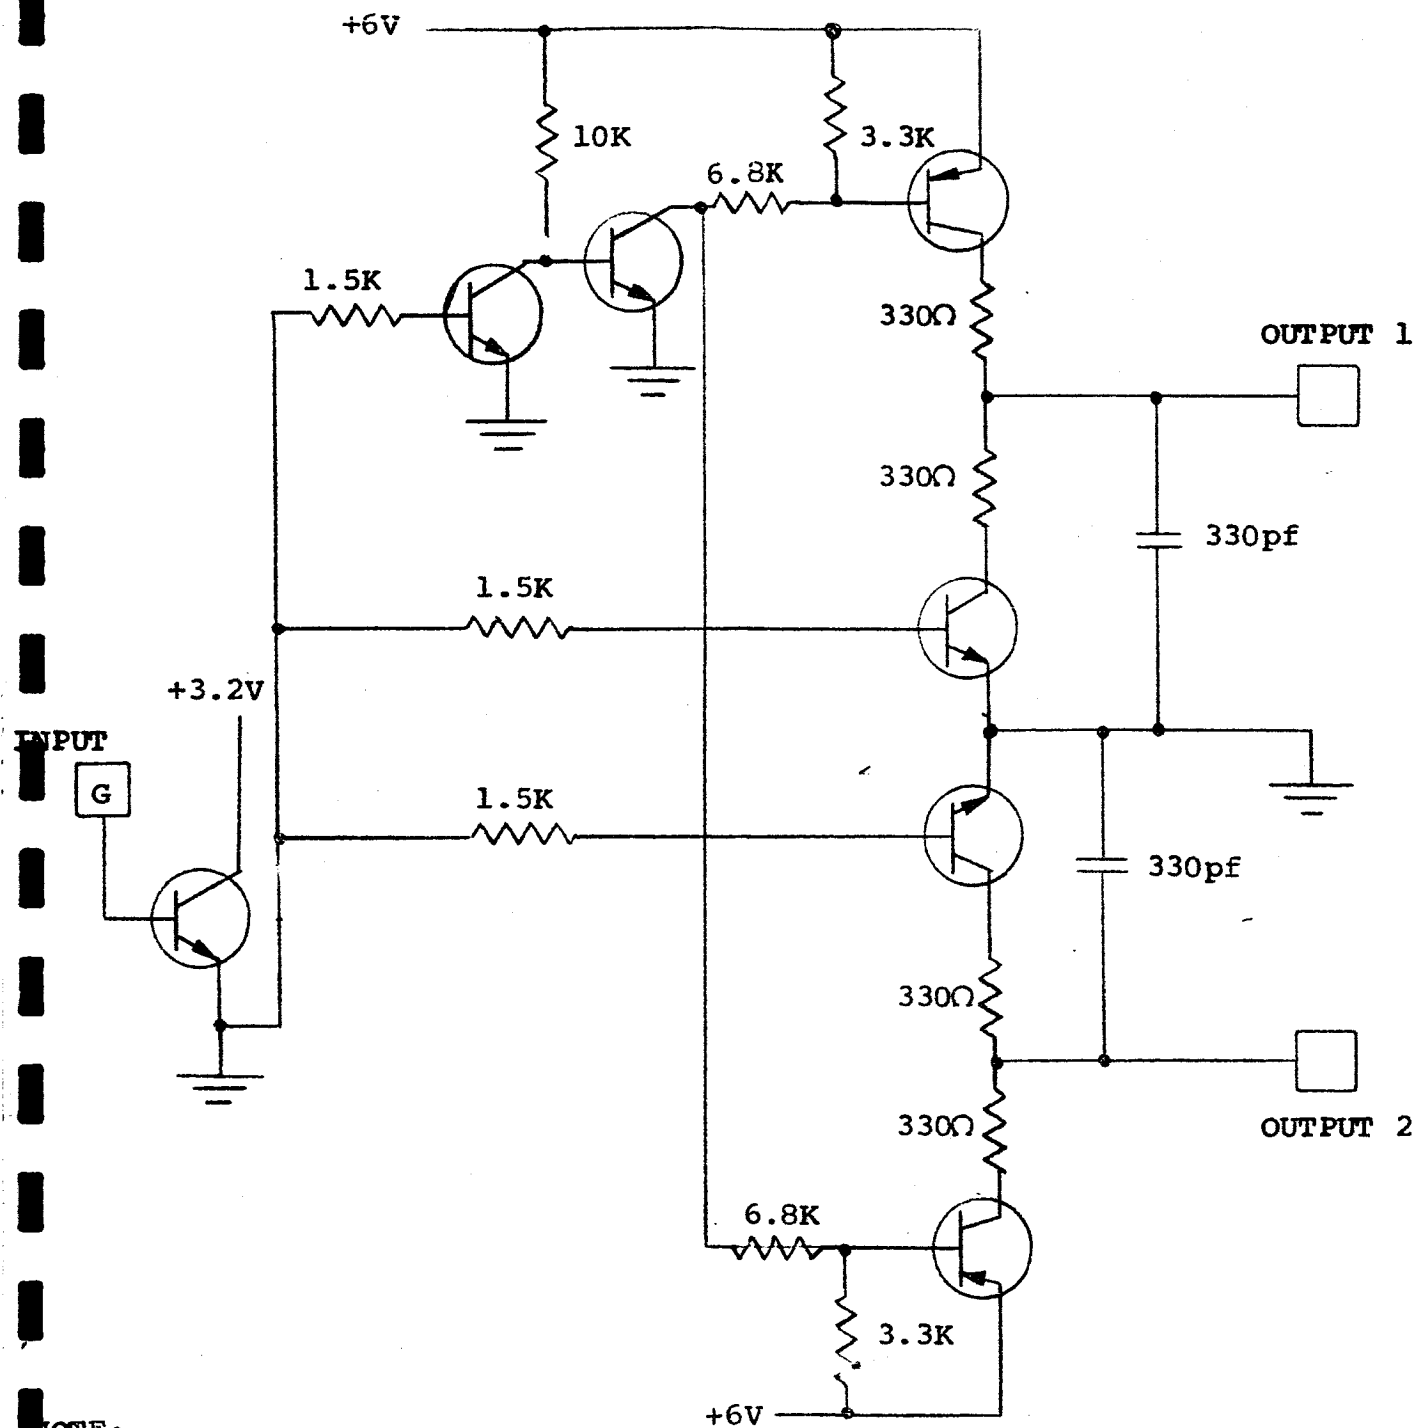 +6V
10K
3.3K
6.8K
1.5K
330Ω
OUTPUT 1
330Ω
330pf
1.5K
+3.2V
INPUT
G
1.5K
330pf
330Ω
330Ω
OUTPUT 2
6.8K
3.3K
+6V